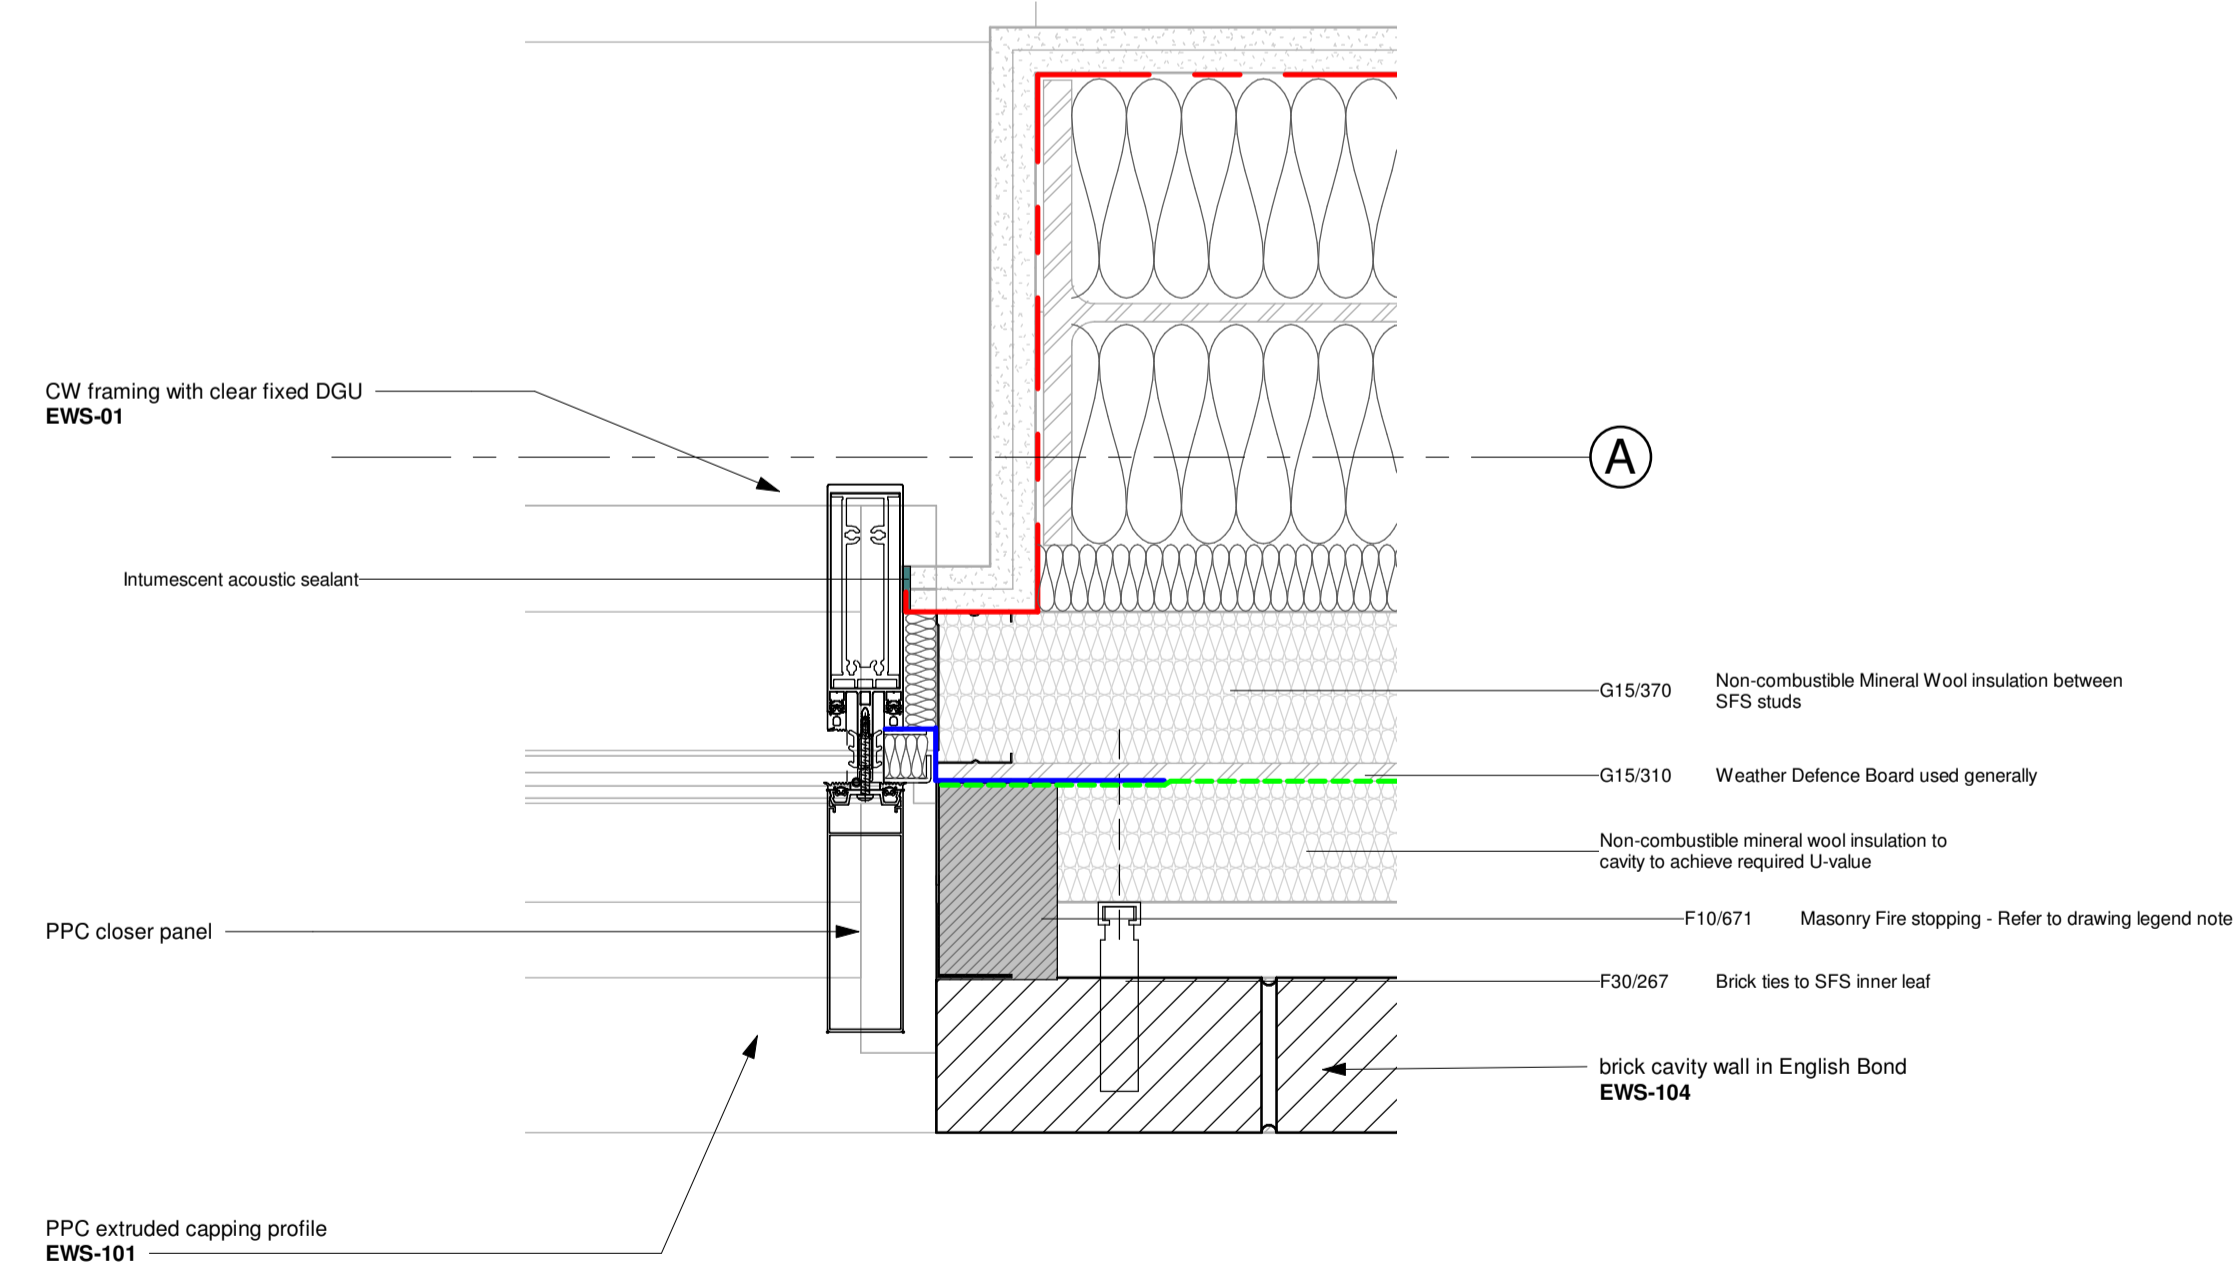 CW framing with clear fixed DGU
EWS-01
A
Intumescent acoustic sealant
G15/370 Non-combustible Mineral Wool insulation between
SFS studs
G15/310 Weather Defence Board used generally
Non-combustible mineral wool insulation to
cavity to achieve required U-value
F10/671 Masonry Fire stopping - Refer to drawing legend note
PPC closer panel
F30/267 Brick ties to SFS inner leaf
brick cavity wall in English Bond
EWS-104
PPC extruded capping profile
EWS-101